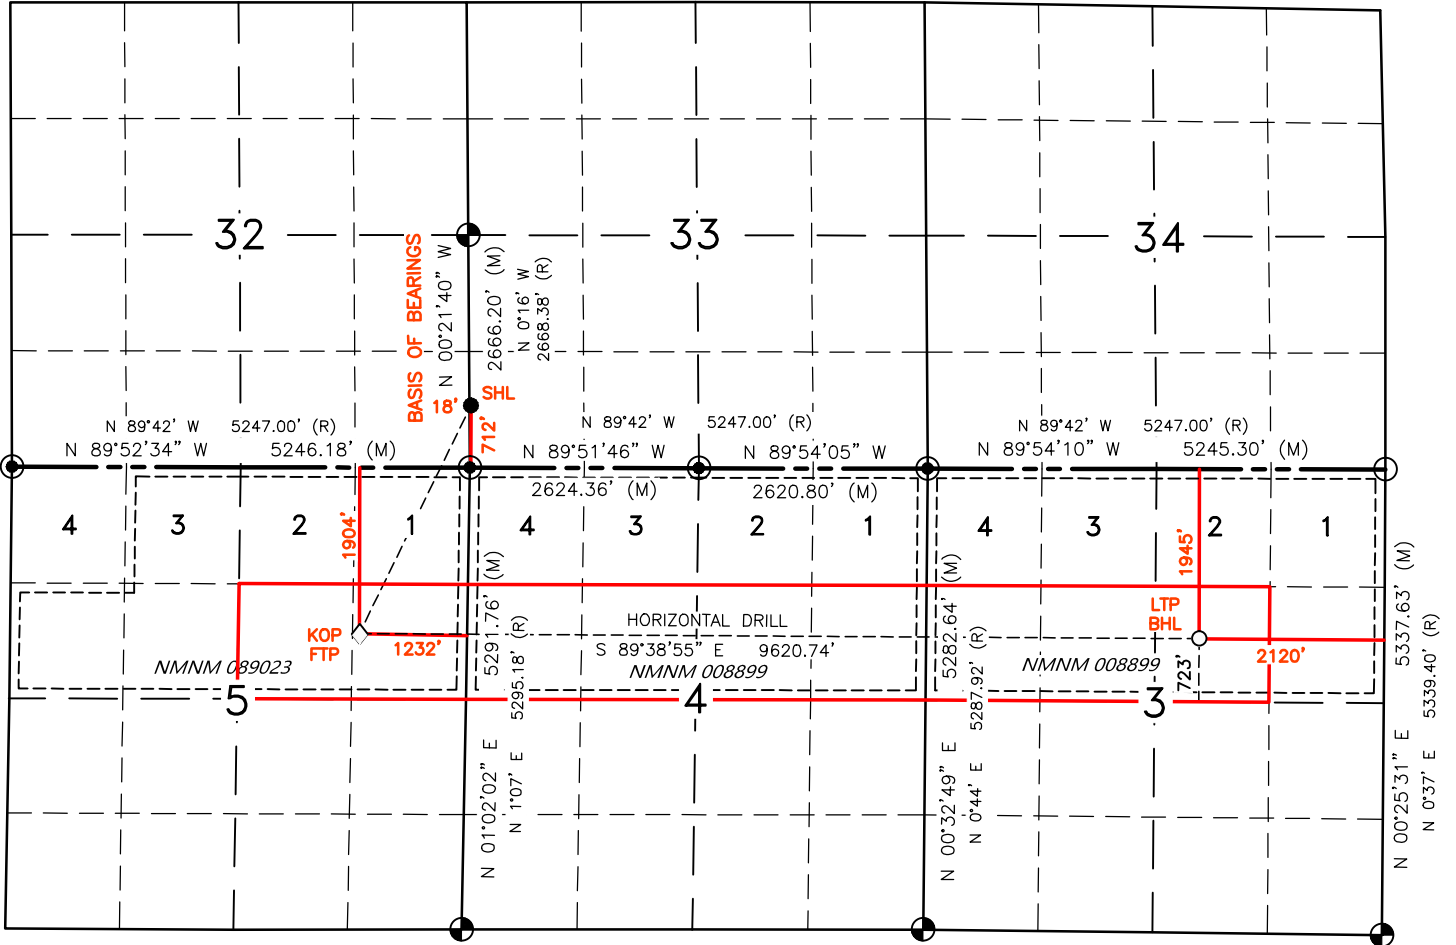 32
33
34
BASIS OF BEARINGS
N 00°21'40" W
2666.20' (M)
N 0°16' W
2668.38' (R)
SHL
18'
712'
N 89°42' W 5247.00' (R)
N 89°52'34" W 5246.18' (M)
N 89°42' W 5247.00' (R)
N 89°51'46" W
N 89°54'05" W
2624.36' (M)
2620.80' (M)
N 89°42' W 5247.00' (R)
N 89°54'10" W 5245.30' (M)
4 3 2 1
4 3 2 1
4 3 2 1
1904'
1945'
KOP
FTP
1232'
HORIZONTAL DRILL
S 89°38'55" E 9620.74'
LTP
BHL
2120'
723'
NMNM 089023
NMNM 008899
NMNM 008899
5
4
3
N 01°02'02" E 5291.76' (M)
N 1°07' E 5295.18' (R)
N 00°32'49" E 5282.64' (M)
N 0°44' E 5287.92' (R)
N 00°25'31" E 5337.63' (M)
N 0°37' E 5339.40' (R)